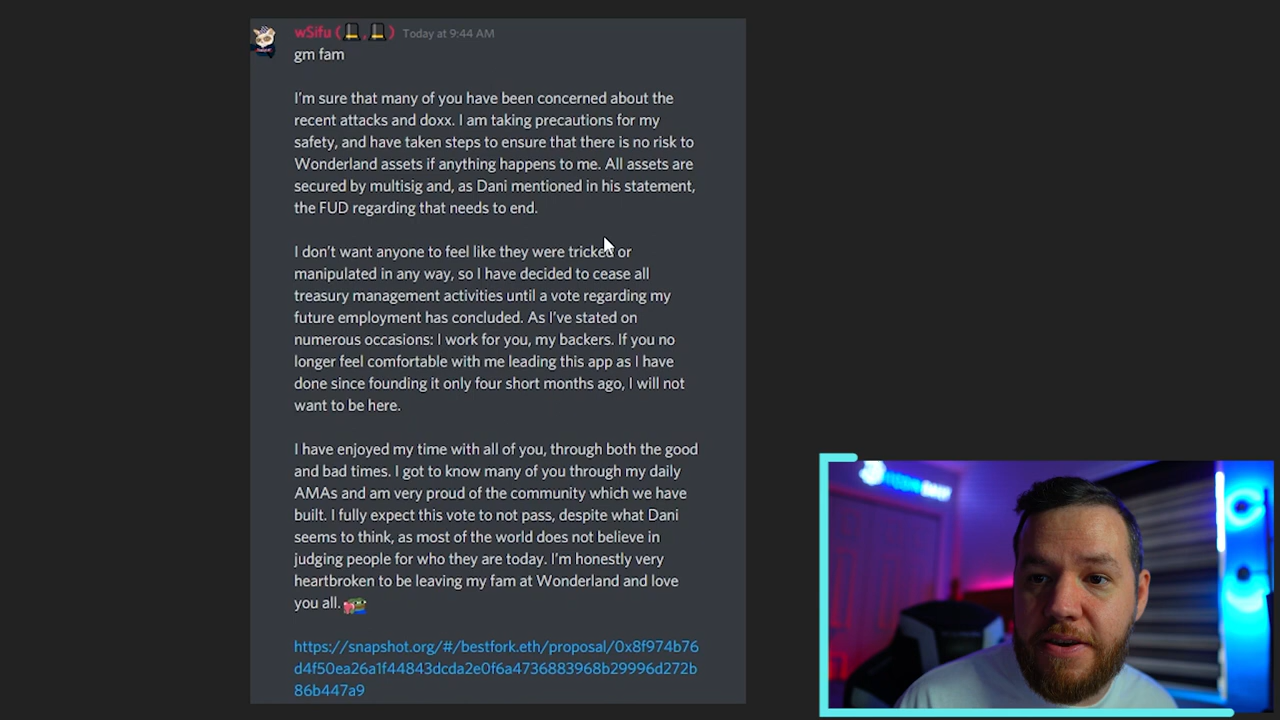 wSifu (🎩,🎩) Today at 9:44 AM
gm fam
I'm sure that many of you have been concerned about the
recent attacks and doxx. I am taking precautions for my
safety, and have taken steps to ensure that there is no risk to
Wonderland assets if anything happens to me. All assets are
secured by multisig and, as Dani mentioned in his statement,
the FUD regarding that needs to end.
I don't want anyone to feel like they were tricked or
manipulated in any way, so I have decided to cease all
treasury management activities until a vote regarding my
future employment has concluded. As I've stated on
numerous occasions: I work for you, my backers. If you no
longer feel comfortable with me leading this app as I have
done since founding it only four short months ago, I will not
want to be here.
I have enjoyed my time with all of you, through both the good
and bad times. I got to know many of you through my daily
AMAs and am very proud of the community which we have
built. I fully expect this vote to not pass, despite what Dani
seems to think, as most of the world does not believe in
judging people for who they are today. I'm honestly very
heartbroken to be leaving my fam at Wonderland and love
you all.
https://snapshot.org/#/bestfork.eth/proposal/0x8f974b76
d4f50ea26a1f44843dcda2e0f6a4736883968b29996d272b
86b447a9